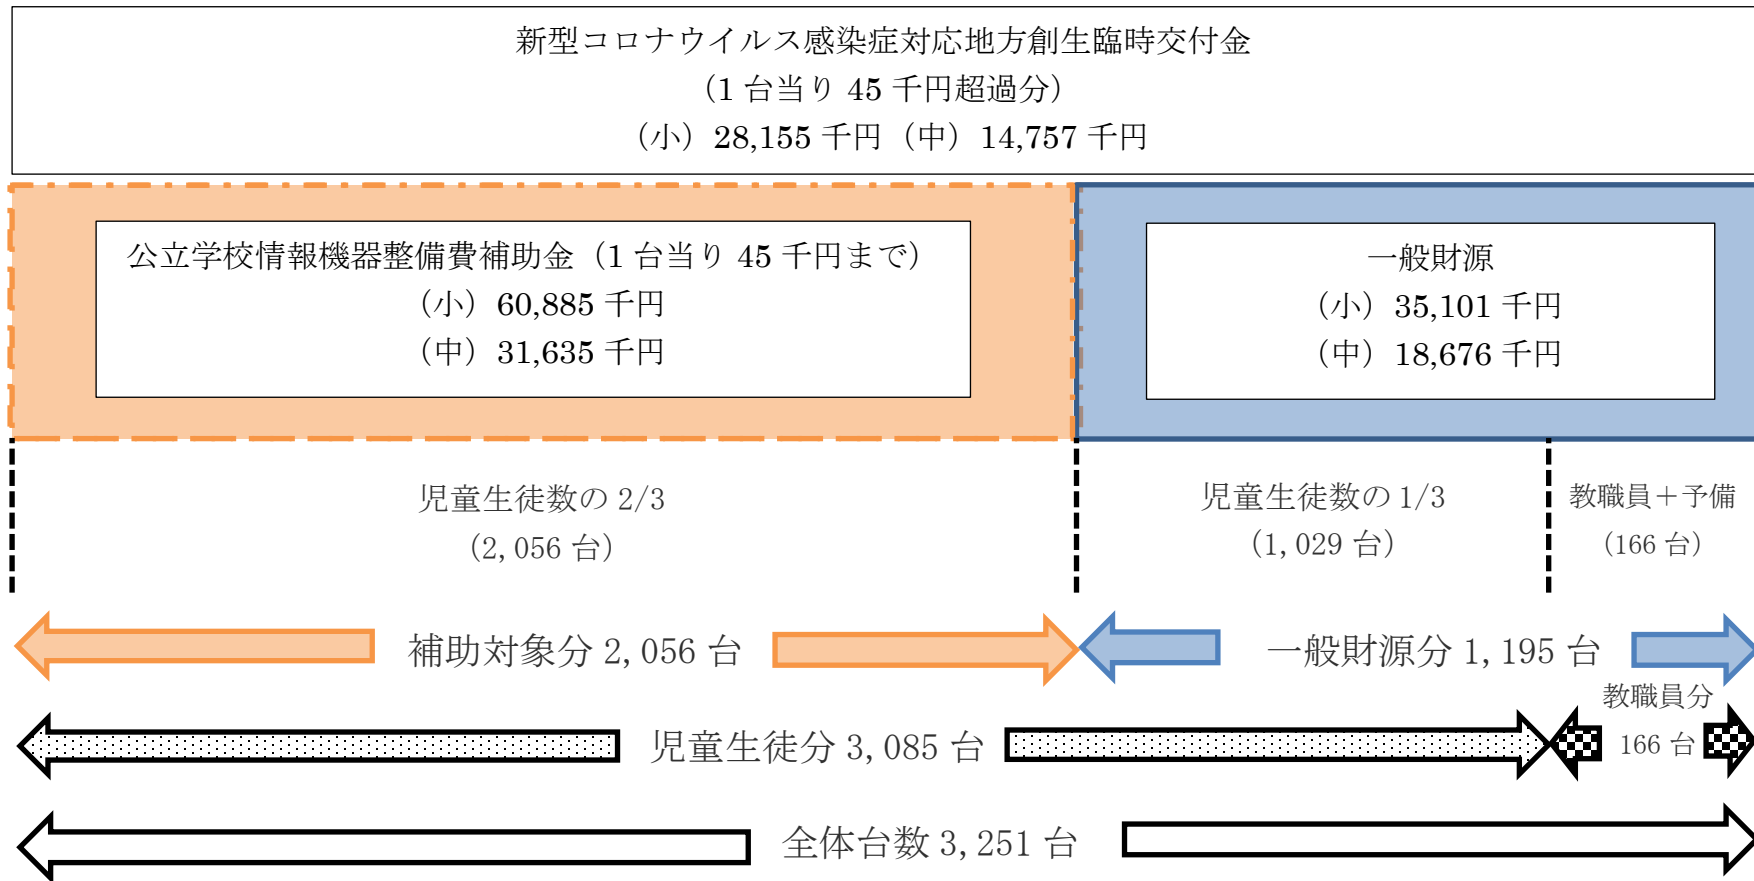 新型コロナウイルス感染症対応地方創生臨時交付金
（1 台当り 45 千円超過分）
（小）28,155 千円（中）14,757 千円
公立学校情報機器整備費補助金（1 台当り 45 千円まで）
（小）60,885 千円
（中）31,635 千円
一般財源
（小）35,101 千円
（中）18,676 千円
児童生徒数の 2/3
（2,056 台）
児童生徒数の 1/3
（1,029 台）
教職員＋予備
（166 台）
補助対象分 2,056 台
一般財源分 1,195 台
児童生徒分 3,085 台
教職員分
166 台
全体台数 3,251 台